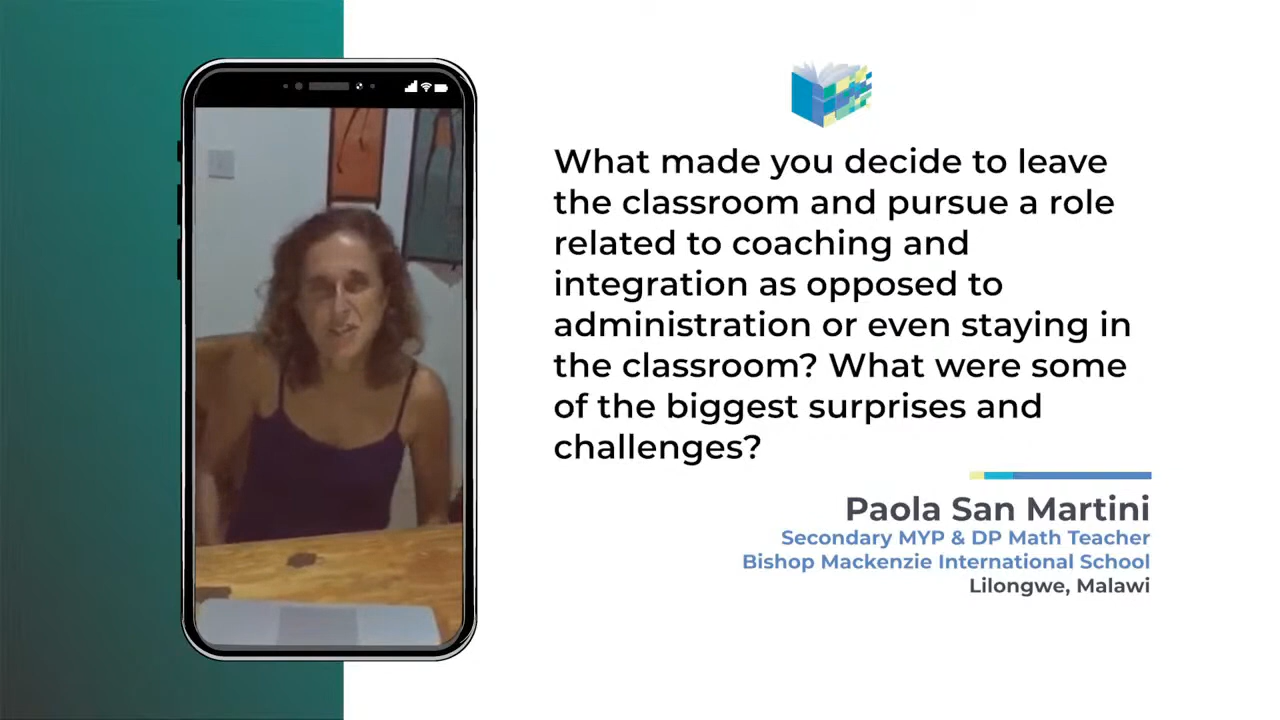 What made you decide to leave
the classroom and pursue a role
related to coaching and
integration as opposed to
administration or even staying in
the classroom? What were some
of the biggest surprises and
challenges?
Paola San Martini
Secondary MYP & DP Math Teacher
Bishop Mackenzie International School
Lilongwe, Malawi